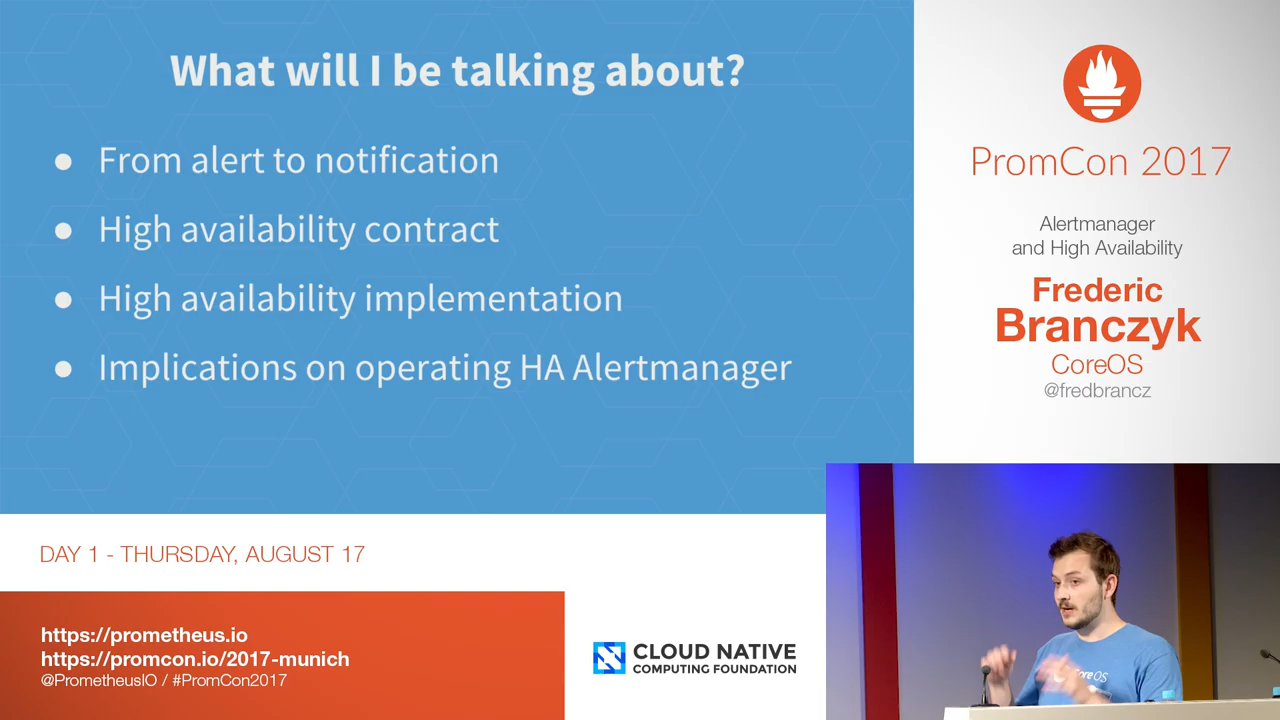 What will I be talking about?
● From alert to notification
● High availability contract
● High availability implementation
● Implications on operating HA Alertmanager
PromCon 2017
Alertmanager
and High Availability
Frederic
Branczyk
CoreOS
@fredbrancz
DAY 1 - THURSDAY, AUGUST 17
https://prometheus.io
https://promcon.io/2017-munich
@PrometheusIO / #PromCon2017
CLOUD NATIVE
COMPUTING FOUNDATION